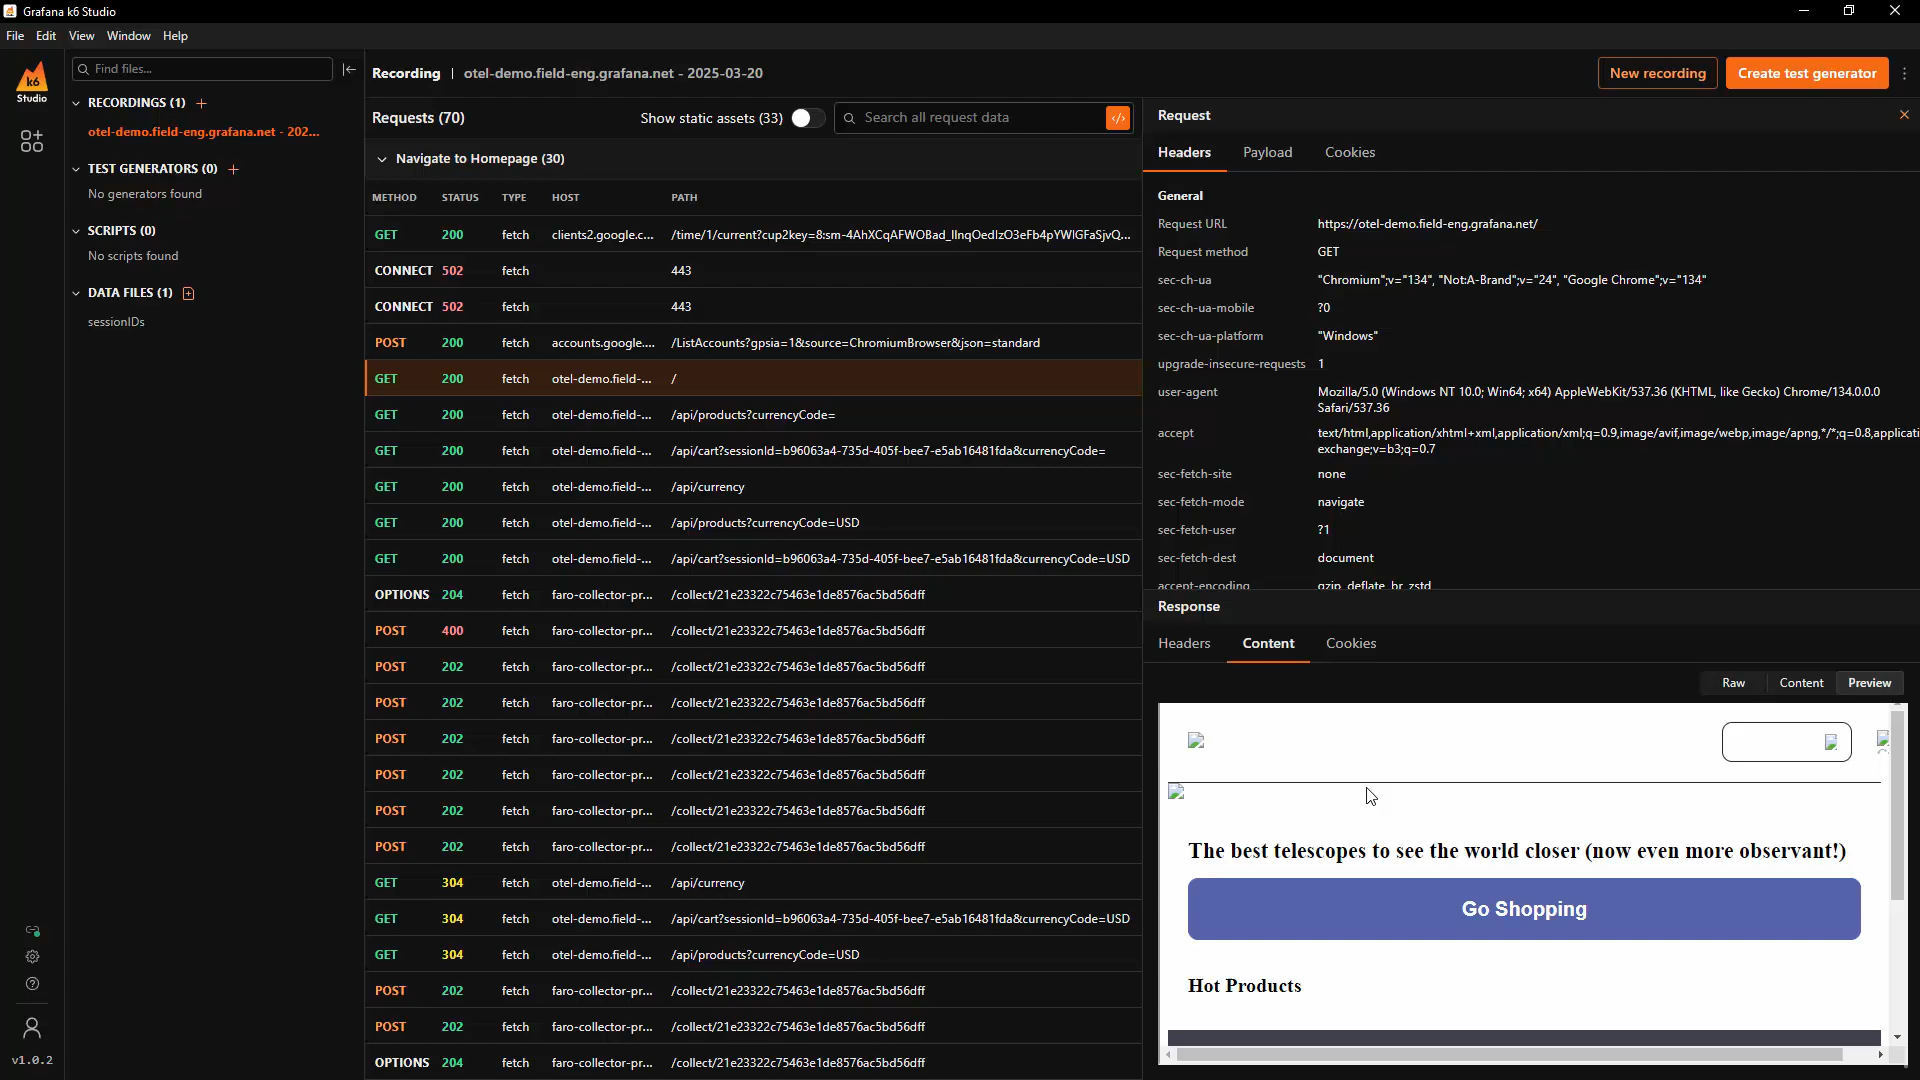 Grafana k6 Studio
File Edit View Window Help
k6
Studio
v1.0.2
Find files...
RECORDINGS (1)
otel-demo.field-eng.grafana.net - 202...
TEST GENERATORS (0)
No generators found
SCRIPTS (0)
No scripts found
DATA FILES (1)
sessionIDs
Recording | otel-demo.field-eng.grafana.net - 2025-03-20
New recording
Create test generator
Requests (70)
Show static assets (33)
Search all request data
Navigate to Homepage (30)
METHOD STATUS TYPE HOST PATH
GET 200 fetch clients2.google.c... /time/1/current?cup2key=8:sm-4AhXCqAFWOBad_IlnqOedIzO3eFb4pYWIGFaSjvQ...
CONNECT 502 fetch 443
CONNECT 502 fetch 443
POST 200 fetch accounts.google.... /ListAccounts?gpsia=1&source=ChromiumBrowser&json=standard
GET 200 fetch otel-demo.field-... /
GET 200 fetch otel-demo.field-... /api/products?currencyCode=
GET 200 fetch otel-demo.field-... /api/cart?sessionId=b96063a4-735d-405f-bee7-e5ab16481fda&currencyCode=
GET 200 fetch otel-demo.field-... /api/currency
GET 200 fetch otel-demo.field-... /api/products?currencyCode=USD
GET 200 fetch otel-demo.field-... /api/cart?sessionId=b96063a4-735d-405f-bee7-e5ab16481fda&currencyCode=USD
OPTIONS 204 fetch faro-collector-pr... /collect/21e23322c75463e1de8576ac5bd56dff
POST 400 fetch faro-collector-pr... /collect/21e23322c75463e1de8576ac5bd56dff
POST 202 fetch faro-collector-pr... /collect/21e23322c75463e1de8576ac5bd56dff
POST 202 fetch faro-collector-pr... /collect/21e23322c75463e1de8576ac5bd56dff
POST 202 fetch faro-collector-pr... /collect/21e23322c75463e1de8576ac5bd56dff
POST 202 fetch faro-collector-pr... /collect/21e23322c75463e1de8576ac5bd56dff
POST 202 fetch faro-collector-pr... /collect/21e23322c75463e1de8576ac5bd56dff
POST 202 fetch faro-collector-pr... /collect/21e23322c75463e1de8576ac5bd56dff
GET 304 fetch otel-demo.field-... /api/currency
GET 304 fetch otel-demo.field-... /api/cart?sessionId=b96063a4-735d-405f-bee7-e5ab16481fda&currencyCode=USD
GET 304 fetch otel-demo.field-... /api/products?currencyCode=USD
POST 202 fetch faro-collector-pr... /collect/21e23322c75463e1de8576ac5bd56dff
POST 202 fetch faro-collector-pr... /collect/21e23322c75463e1de8576ac5bd56dff
OPTIONS 204 fetch faro-collector-pr... /collect/21e23322c75463e1de8576ac5bd56dff
Request
Headers Payload Cookies
General
Request URL https://otel-demo.field-eng.grafana.net/
Request method GET
sec-ch-ua "Chromium";v="134", "Not:A-Brand";v="24", "Google Chrome";v="134"
sec-ch-ua-mobile ?0
sec-ch-ua-platform "Windows"
upgrade-insecure-requests 1
user-agent Mozilla/5.0 (Windows NT 10.0; Win64; x64) AppleWebKit/537.36 (KHTML, like Gecko) Chrome/134.0.0.0
Safari/537.36
accept text/html,application/xhtml+xml,application/xml;q=0.9,image/avif,image/webp,image/apng,*/*;q=0.8,applicati
exchange;v=b3;q=0.7
sec-fetch-site none
sec-fetch-mode navigate
sec-fetch-user ?1
sec-fetch-dest document
accept-encoding gzip, deflate, br, zstd
Response
Headers Content Cookies
Raw Content Preview
The best telescopes to see the world closer (now even more observant!)
Go Shopping
Hot Products